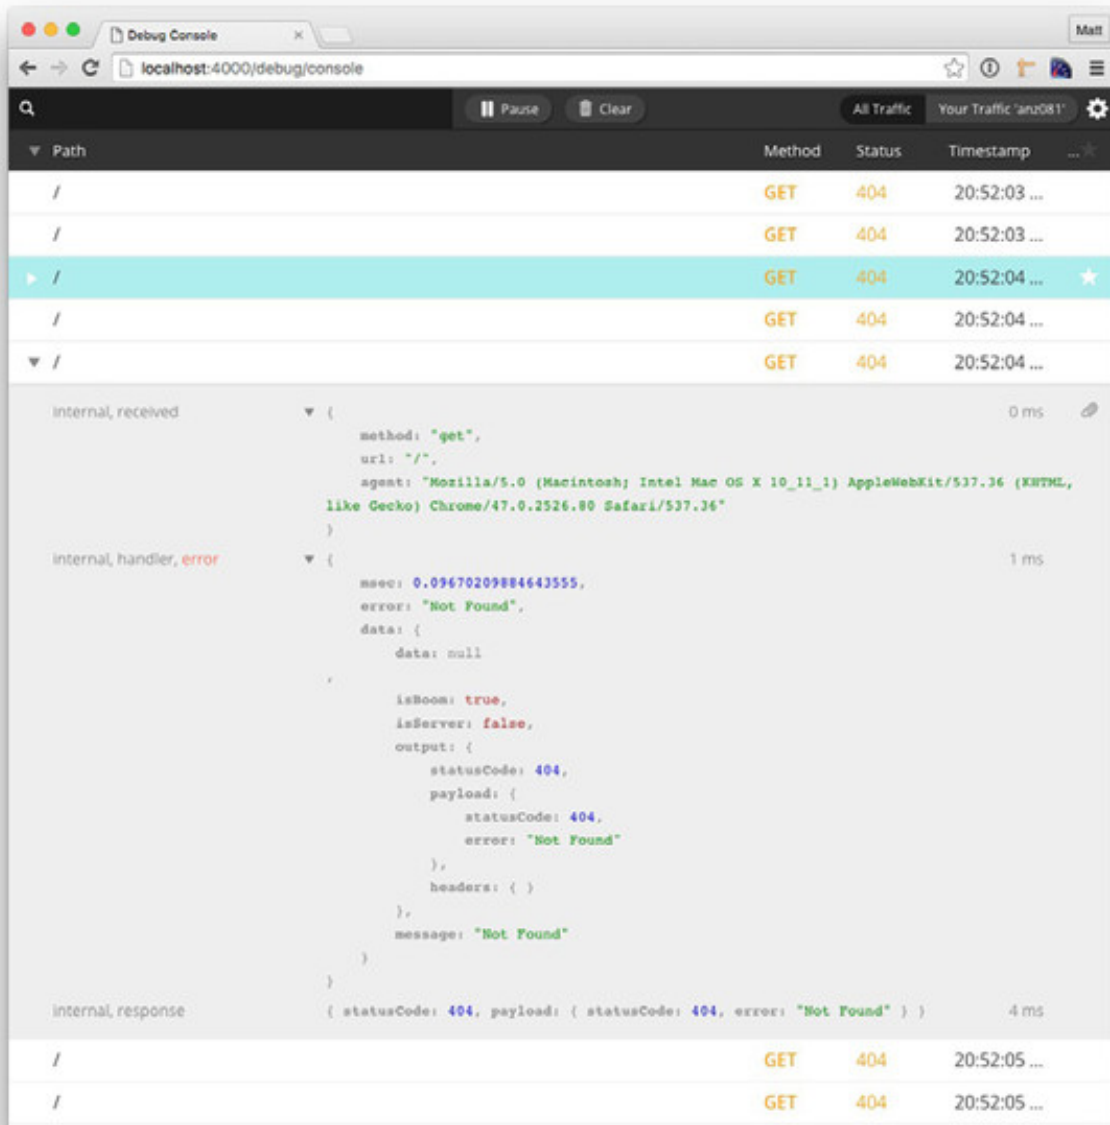 Debug Console
Matt
localhost:4000/debug/console
Pause Clear All Traffic Your Traffic 'anz081'
Path Method Status Timestamp ...
/ GET 404 20:52:03 ...
/ GET 404 20:52:03 ...
/ GET 404 20:52:04 ...
/ GET 404 20:52:04 ...
/ GET 404 20:52:04 ...
internal, received { 0 ms
method: "get",
url: "/",
agent: "Mozilla/5.0 (Macintosh; Intel Mac OS X 10_11_1) AppleWebKit/537.36 (KHTML,
like Gecko) Chrome/47.0.2526.80 Safari/537.36"
}
internal, handler, error { 1 ms
msec: 0.09670209884643555,
error: "Not Found",
data: {
data: null
,
isBoom: true,
isServer: false,
output: {
statusCode: 404,
payload: {
statusCode: 404,
error: "Not Found"
},
headers: { }
},
message: "Not Found"
}
}
internal, response { statusCode: 404, payload: { statusCode: 404, error: "Not Found" } } 4 ms
/ GET 404 20:52:05 ...
/ GET 404 20:52:05 ...